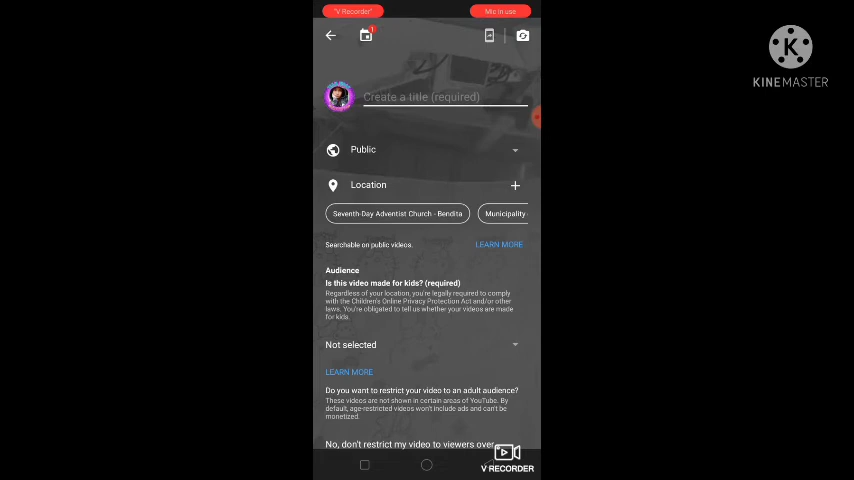 "V Recorder"
Mic in use
1
Create a title (required)
Public
Location
Seventh-Day Adventist Church - Bendita
Municipality
Searchable on public videos.
LEARN MORE
Audience
Is this video made for kids? (required)
Regardless of your location, you're legally required to comply
with the Children's Online Privacy Protection Act and/or other
laws. You're obligated to tell us whether your videos are made
for kids.
Not selected
LEARN MORE
Do you want to restrict your video to an adult audience?
These videos are not shown in certain areas of YouTube. By
default, age-restricted videos won't include ads and can't be
monetized.
No, don't restrict my video to viewers over
V RECORDER
K
KINEMASTER